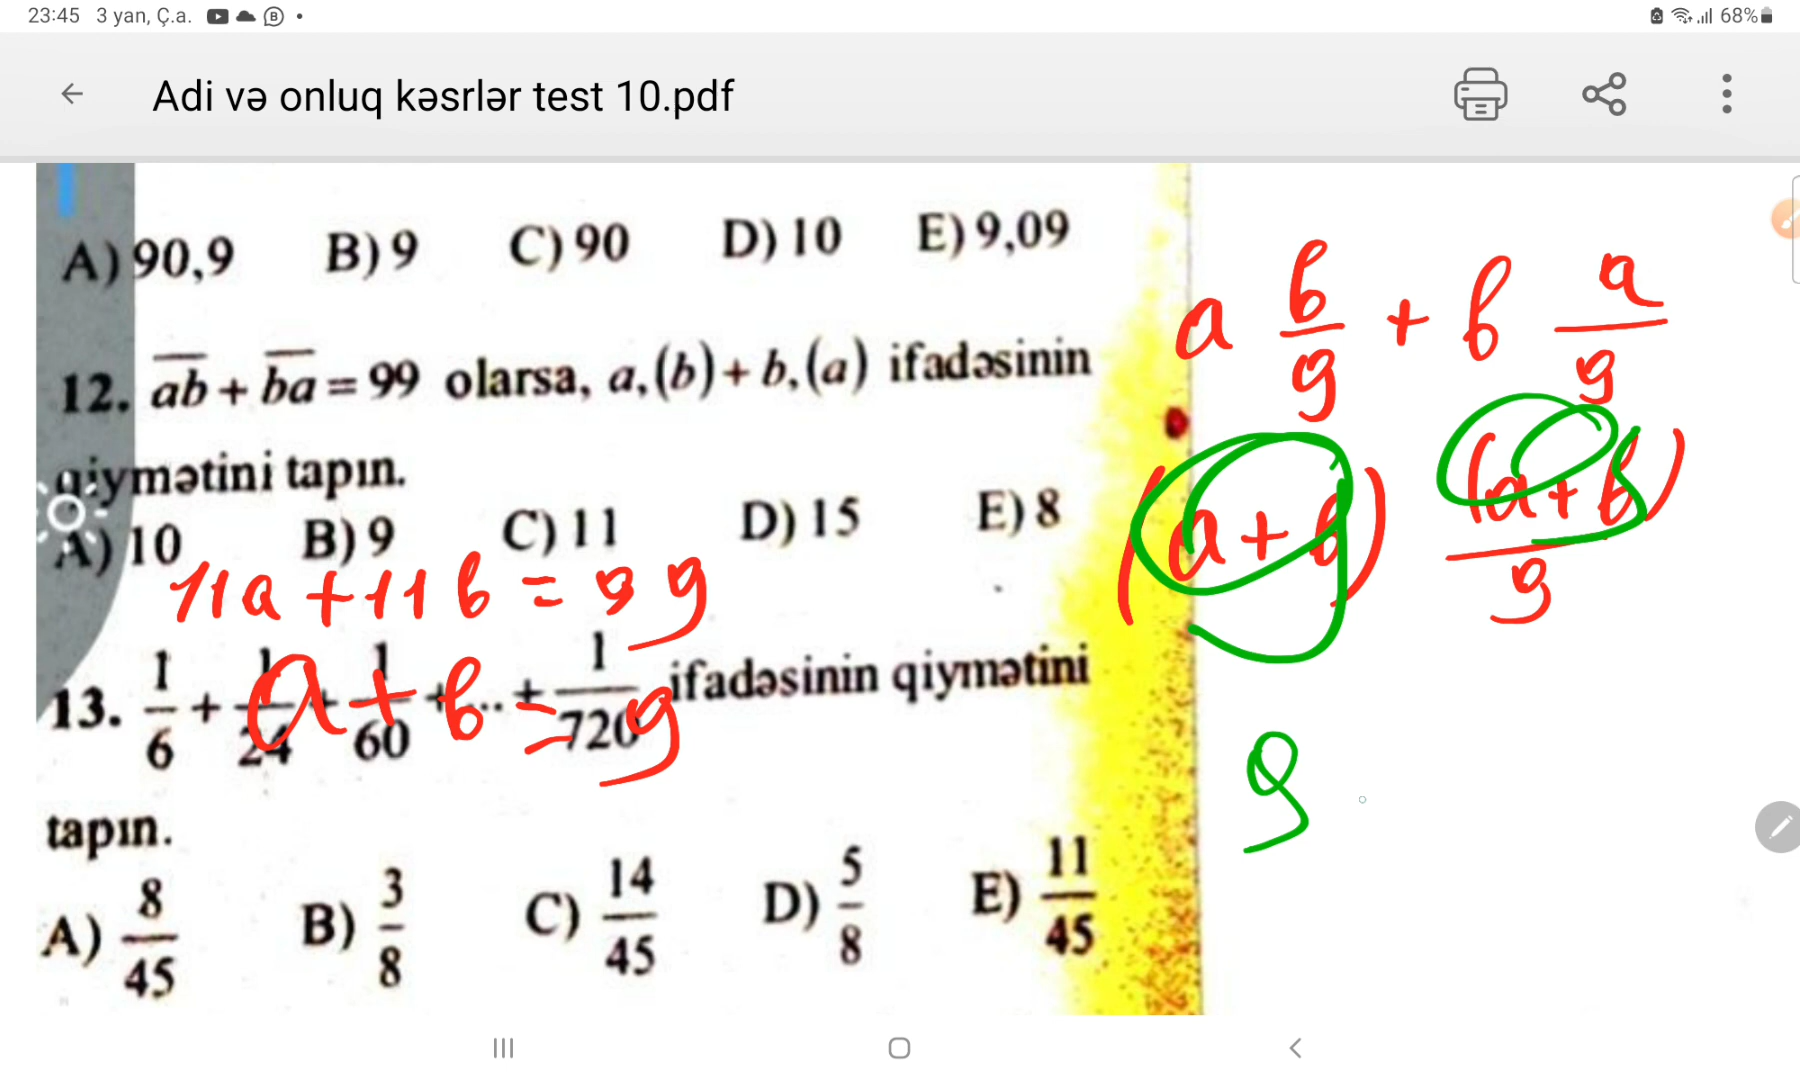 23:45 3 yan, Ç.a. • 68%
Adi və onluq kəsrlər test 10.pdf
A) 90,9 B) 9 C) 90 D) 10 E) 9,09
12. ab + ba = 99 olarsa, a,(b) + b,(a) ifadəsinin
qiymətini tapın.
A) 10 B) 9 C) 11 D) 15 E) 8
11a + 11b = 99
a + b = 9
13. 1/6 + 1/24 + 1/60 + ... + 1/720 ifadəsinin qiymətini
tapın.
A) 8/45 B) 3/8 C) 14/45 D) 5/8 E) 11/45
a b/9 + b a/9
(a+b) (a+b)/9
9